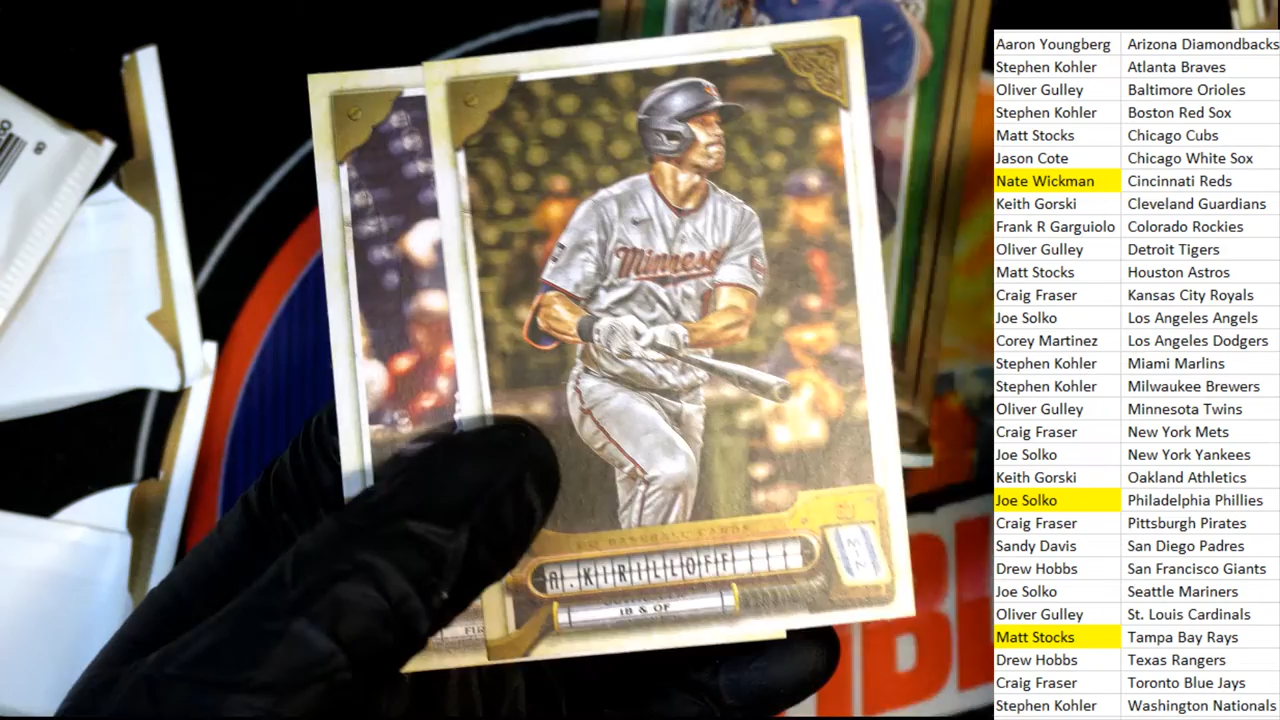 Minnesota
BASEBALL CARDS
A. KIRILLOFF
MIN
1B & OF
FIR
Aaron Youngberg Arizona Diamondbacks
Stephen Kohler Atlanta Braves
Oliver Gulley Baltimore Orioles
Stephen Kohler Boston Red Sox
Matt Stocks Chicago Cubs
Jason Cote Chicago White Sox
Nate Wickman Cincinnati Reds
Keith Gorski Cleveland Guardians
Frank R Garguiolo Colorado Rockies
Oliver Gulley Detroit Tigers
Matt Stocks Houston Astros
Craig Fraser Kansas City Royals
Joe Solko Los Angeles Angels
Corey Martinez Los Angeles Dodgers
Stephen Kohler Miami Marlins
Stephen Kohler Milwaukee Brewers
Oliver Gulley Minnesota Twins
Craig Fraser New York Mets
Joe Solko New York Yankees
Keith Gorski Oakland Athletics
Joe Solko Philadelphia Phillies
Craig Fraser Pittsburgh Pirates
Sandy Davis San Diego Padres
Drew Hobbs San Francisco Giants
Joe Solko Seattle Mariners
Oliver Gulley St. Louis Cardinals
Matt Stocks Tampa Bay Rays
Drew Hobbs Texas Rangers
Craig Fraser Toronto Blue Jays
Stephen Kohler Washington Nationals